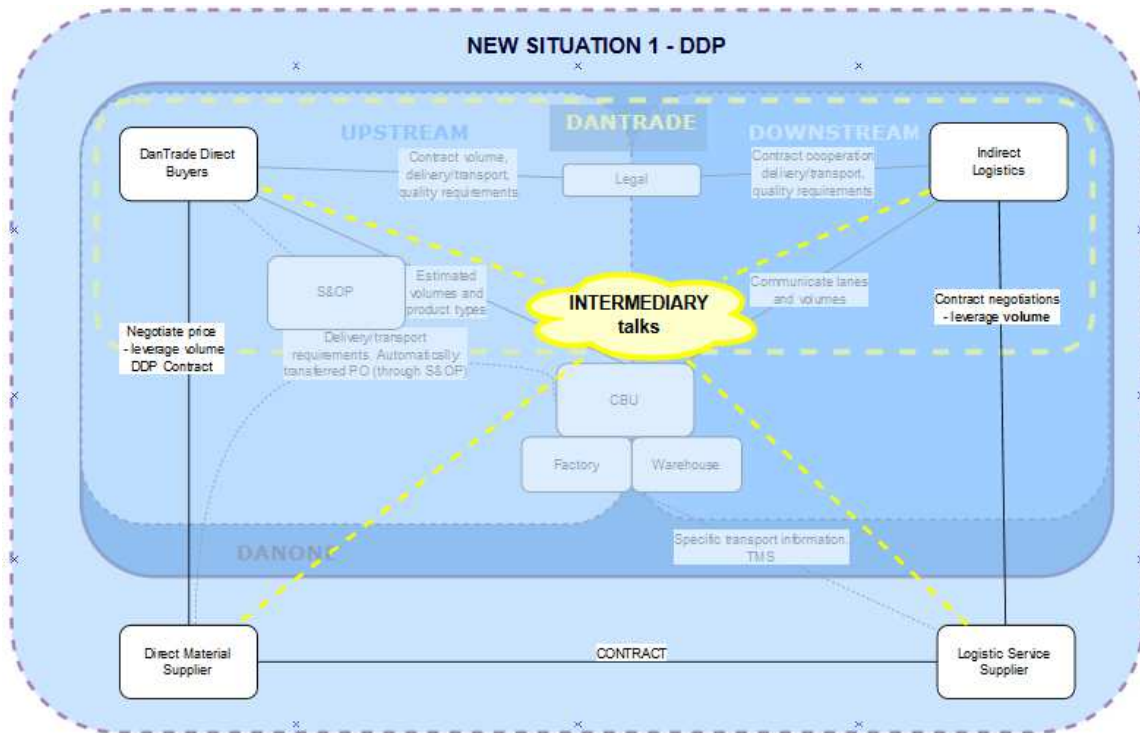 NEW SITUATION 1 - DDP
UPSTREAM
DANTRADE
DOWNSTREAM
DanTrade Direct
Buyers
Contract volume,
delivery/transport,
quality requirements
Legal
Contract cooperation
delivery/transport,
quality requirements
Indirect
Logistics
S&OP
Estimated
volumes and
product types
INTERMEDIARY
talks
Communicate lanes
and volumes
Negotiate price
- leverage volume
DDP Contract
Contract negotiations
- leverage volume
Delivery/transport
requirements. Automatically
transferred PO (through S&OP)
CBU
Factory
Warehouse
DANONE
Specific transport information.
TMS
Direct Material
Supplier
CONTRACT
Logistic Service
Supplier